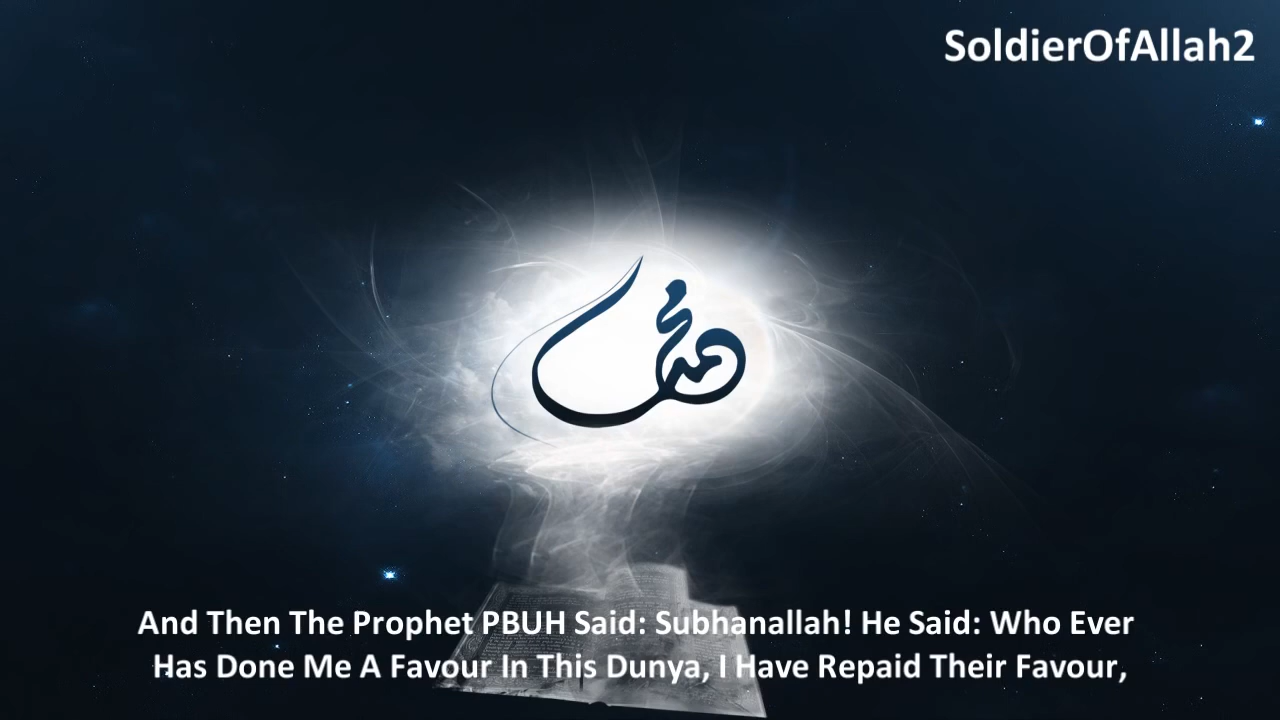 SoldierOfAllah2
محمد
And Then The Prophet PBUH Said: Subhanallah! He Said: Who Ever
Has Done Me A Favour In This Dunya, I Have Repaid Their Favour,